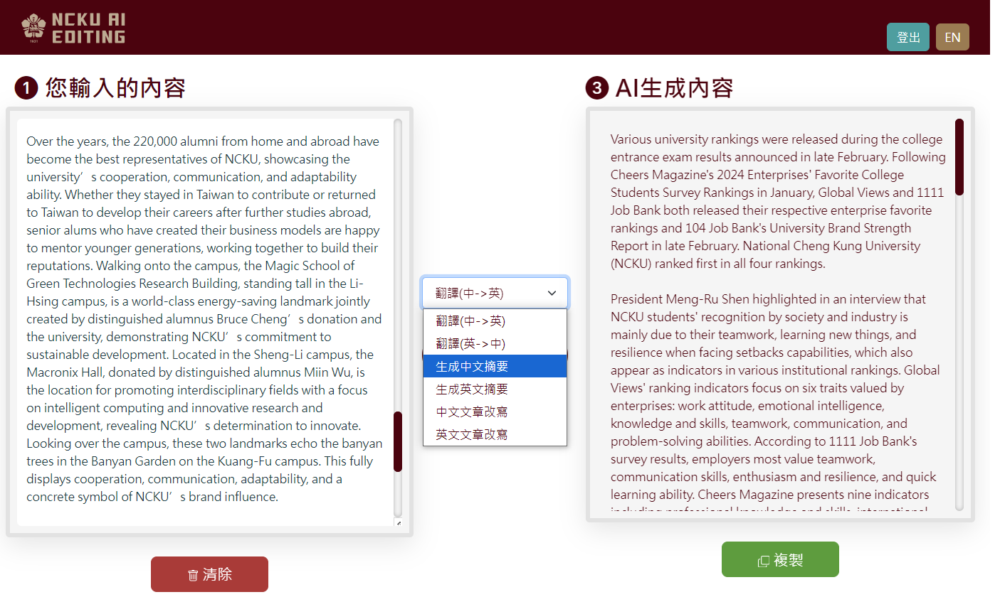 NCKU AI
EDITING
1931
登出
EN
1 您輸入的內容
Over the years, the 220,000 alumni from home and abroad have
become the best representatives of NCKU, showcasing the
university’s cooperation, communication, and adaptability
ability. Whether they stayed in Taiwan to contribute or returned
to Taiwan to develop their careers after further studies abroad,
senior alums who have created their business models are happy
to mentor younger generations, working together to build their
reputations. Walking onto the campus, the Magic School of
Green Technologies Research Building, standing tall in the Li-
Hsing campus, is a world-class energy-saving landmark jointly
created by distinguished alumnus Bruce Cheng’s donation and
the university, demonstrating NCKU’s commitment to
sustainable development. Located in the Sheng-Li campus, the
Macronix Hall, donated by distinguished alumnus Miin Wu, is
the location for promoting interdisciplinary fields with a focus
on intelligent computing and innovative research and
development, revealing NCKU’s determination to innovate.
Looking over the campus, these two landmarks echo the banyan
trees in the Banyan Garden on the Kuang-Fu campus. This fully
displays cooperation, communication, adaptability, and a
concrete symbol of NCKU’s brand influence.
清除
翻譯(中->英)
翻譯(中->英)
翻譯(英->中)
生成中文摘要
生成英文摘要
中文文章改寫
英文文章改寫
3 AI生成內容
Various university rankings were released during the college
entrance exam results announced in late February. Following
Cheers Magazine's 2024 Enterprises' Favorite College
Students Survey Rankings in January, Global Views and 1111
Job Bank both released their respective enterprise favorite
rankings and 104 Job Bank's University Brand Strength
Report in late February. National Cheng Kung University
(NCKU) ranked first in all four rankings.
President Meng-Ru Shen highlighted in an interview that
NCKU students' recognition by society and industry is
mainly due to their teamwork, learning new things, and
resilience when facing setbacks capabilities, which also
appear as indicators in various institutional rankings. Global
Views' ranking indicators focus on six traits valued by
enterprises: work attitude, emotional intelligence,
knowledge and skills, teamwork, communication, and
problem-solving abilities. According to 1111 Job Bank's
survey results, employers most value teamwork,
communication skills, enthusiasm and resilience, and quick
learning ability. Cheers Magazine presents nine indicators
including professional knowledge and skills, international
複製